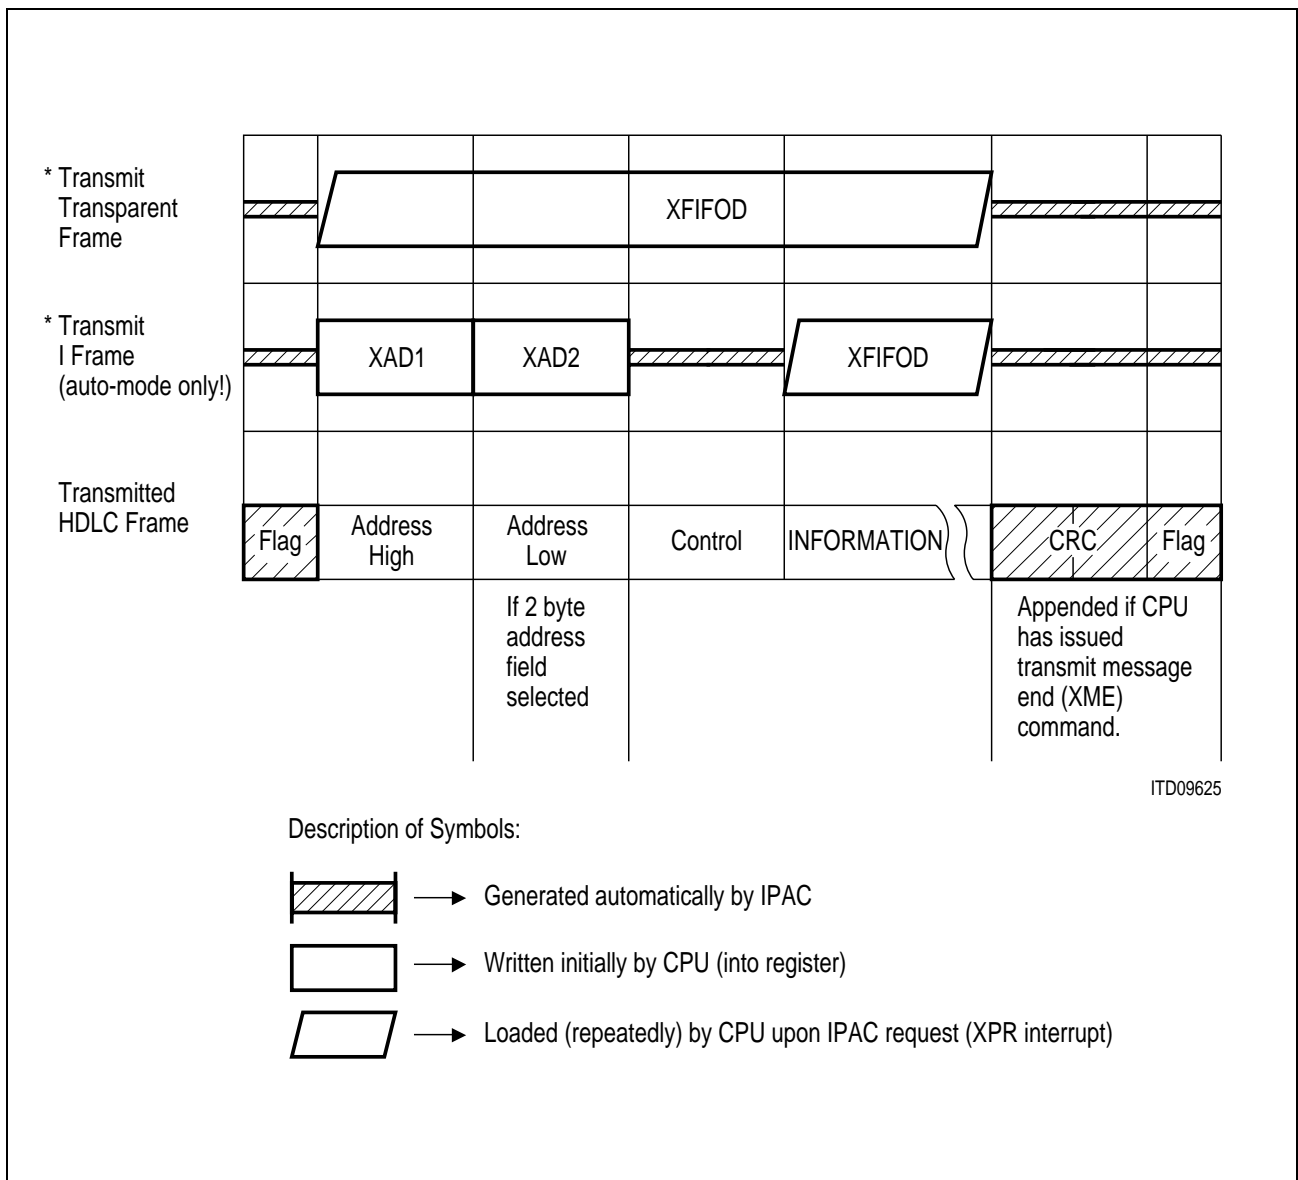 * Transmit
Transparent
Frame
XFIFOD
* Transmit
I Frame
(auto-mode only!)
XAD1
XAD2
XFIFOD
Transmitted
HDLC Frame
Flag
Address
High
Address
Low
Control
INFORMATION
CRC
Flag
If 2 byte
address
field
selected
Appended if CPU
has issued
transmit message
end (XME)
command.
ITD09625
Description of Symbols:
Generated automatically by IPAC
Written initially by CPU (into register)
Loaded (repeatedly) by CPU upon IPAC request (XPR interrupt)